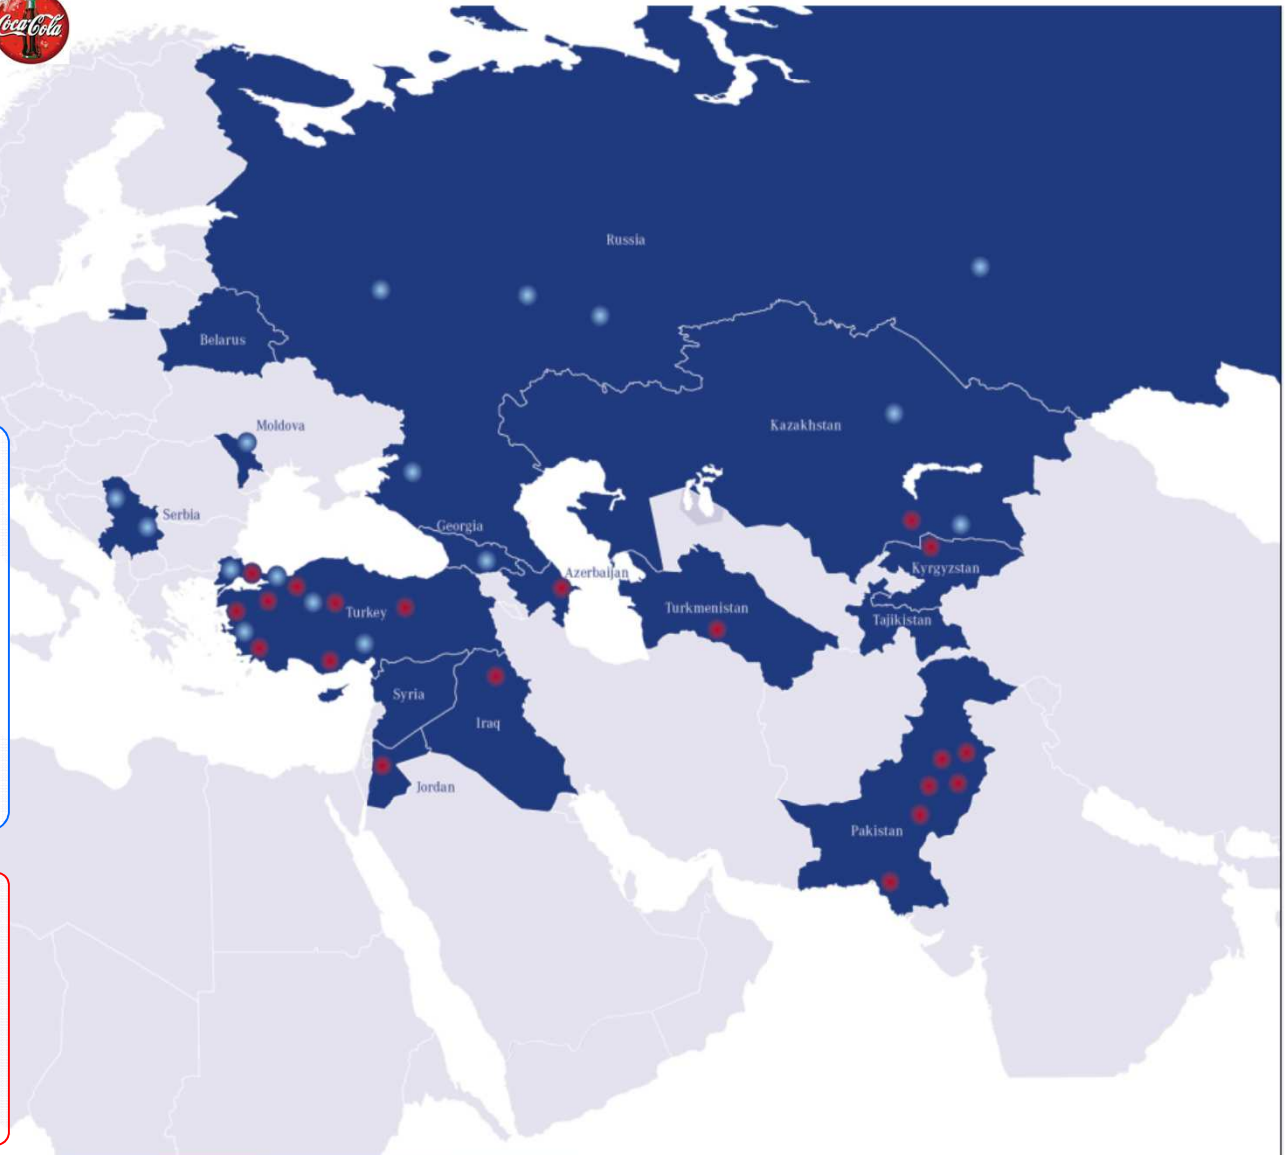 Coca-Cola
Russia
Belarus
Moldova
Kazakhstan
Serbia
Georgia
Azerbaijan
Kyrgyzstan
Turkey
Turkmenistan
Tajikistan
Syria
Iraq
Jordan
Pakistan